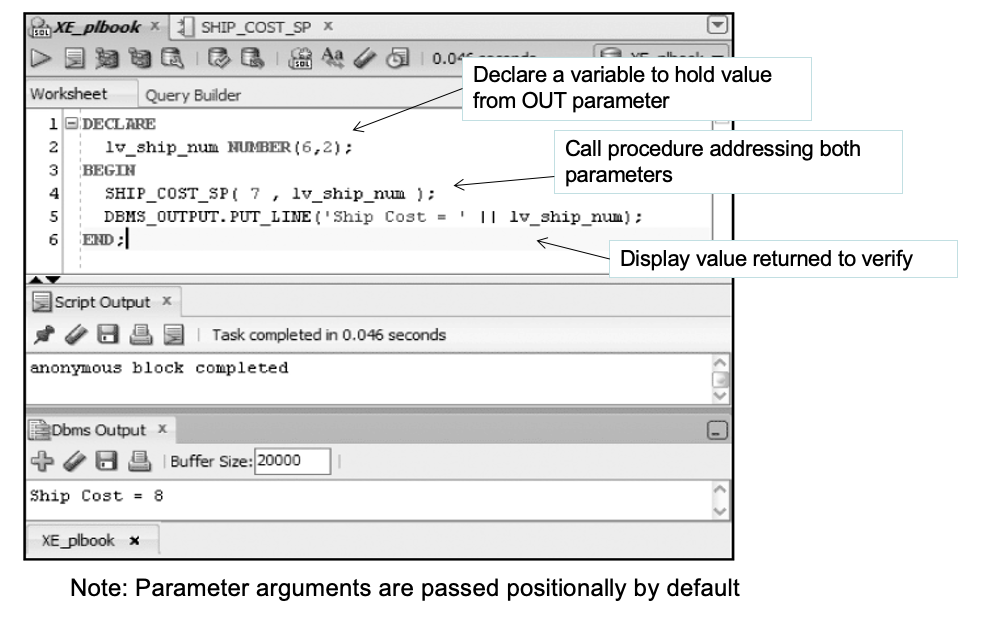 XE_plbook x SHIP_COST_SP x
0.046 seconds XE_plbook
Declare a variable to hold value
from OUT parameter
Worksheet Query Builder
1 DECLARE
2 lv_ship_num NUMBER(6,2);
3 BEGIN
4 SHIP_COST_SP( 7 , lv_ship_num );
5 DBMS_OUTPUT.PUT_LINE('Ship Cost = ' || lv_ship_num);
6 END;
Call procedure addressing both
parameters
Display value returned to verify
Script Output x
Task completed in 0.046 seconds
anonymous block completed
Dbms Output x
Buffer Size: 20000
Ship Cost = 8
XE_plbook x
Note: Parameter arguments are passed positionally by default